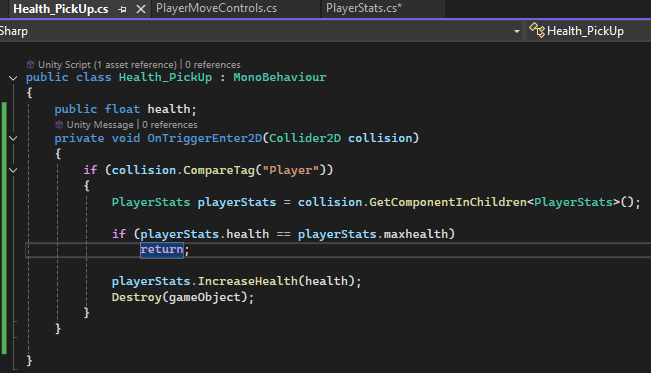 Health_PickUp.cs PlayerMoveControls.cs PlayerStats.cs*
Sharp Health_PickUp
Unity Script (1 asset reference) | 0 references
public class Health_PickUp : MonoBehaviour
{
public float health;
Unity Message | 0 references
private void OnTriggerEnter2D(Collider2D collision)
{
if (collision.CompareTag("Player"))
{
PlayerStats playerStats = collision.GetComponentInChildren<PlayerStats>();
if (playerStats.health == playerStats.maxhealth)
return;
playerStats.IncreaseHealth(health);
Destroy(gameObject);
}
}
}